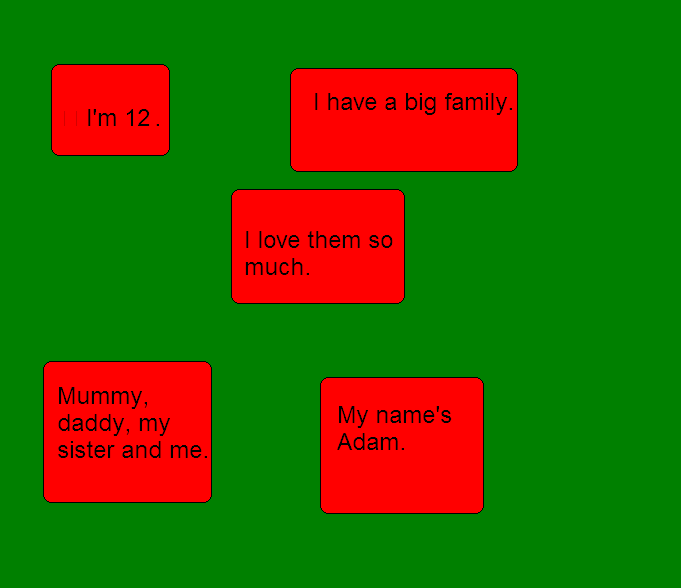 I'm 12 .
I have a big family.
I love them so
much.
Mummy,
daddy, my
sister and me.
My name's
Adam.